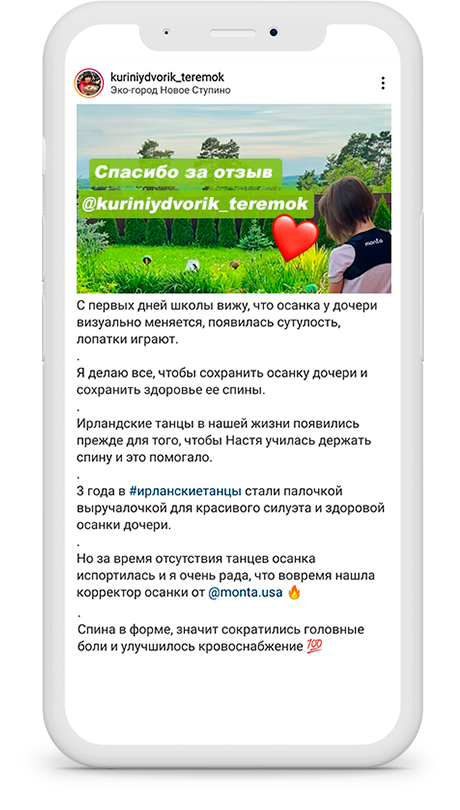 kuriniydvorik_teremok
Эко-город Новое Ступино
Спасибо за отзыв
@kuriniydvorik_teremok
monta
С первых дней школы вижу, что осанка у дочери
визуально меняется, появилась сутулость,
лопатки играют.
.
Я делаю все, чтобы сохранить осанку дочери и
сохранить здоровье ее спины.
.
Ирландские танцы в нашей жизни появились
прежде для того, чтобы Настя училась держать
спину и это помогало.
.
3 года в #ирланскиетанцы стали палочкой
выручалочкой для красивого силуэта и здоровой
осанки дочери.
.
Но за время отсутствия танцев осанка
испортилась и я очень рада, что вовремя нашла
корректор осанки от @monta.usa 🔥
.
Спина в форме, значит сократились головные
боли и улучшилось кровоснабжение 💯